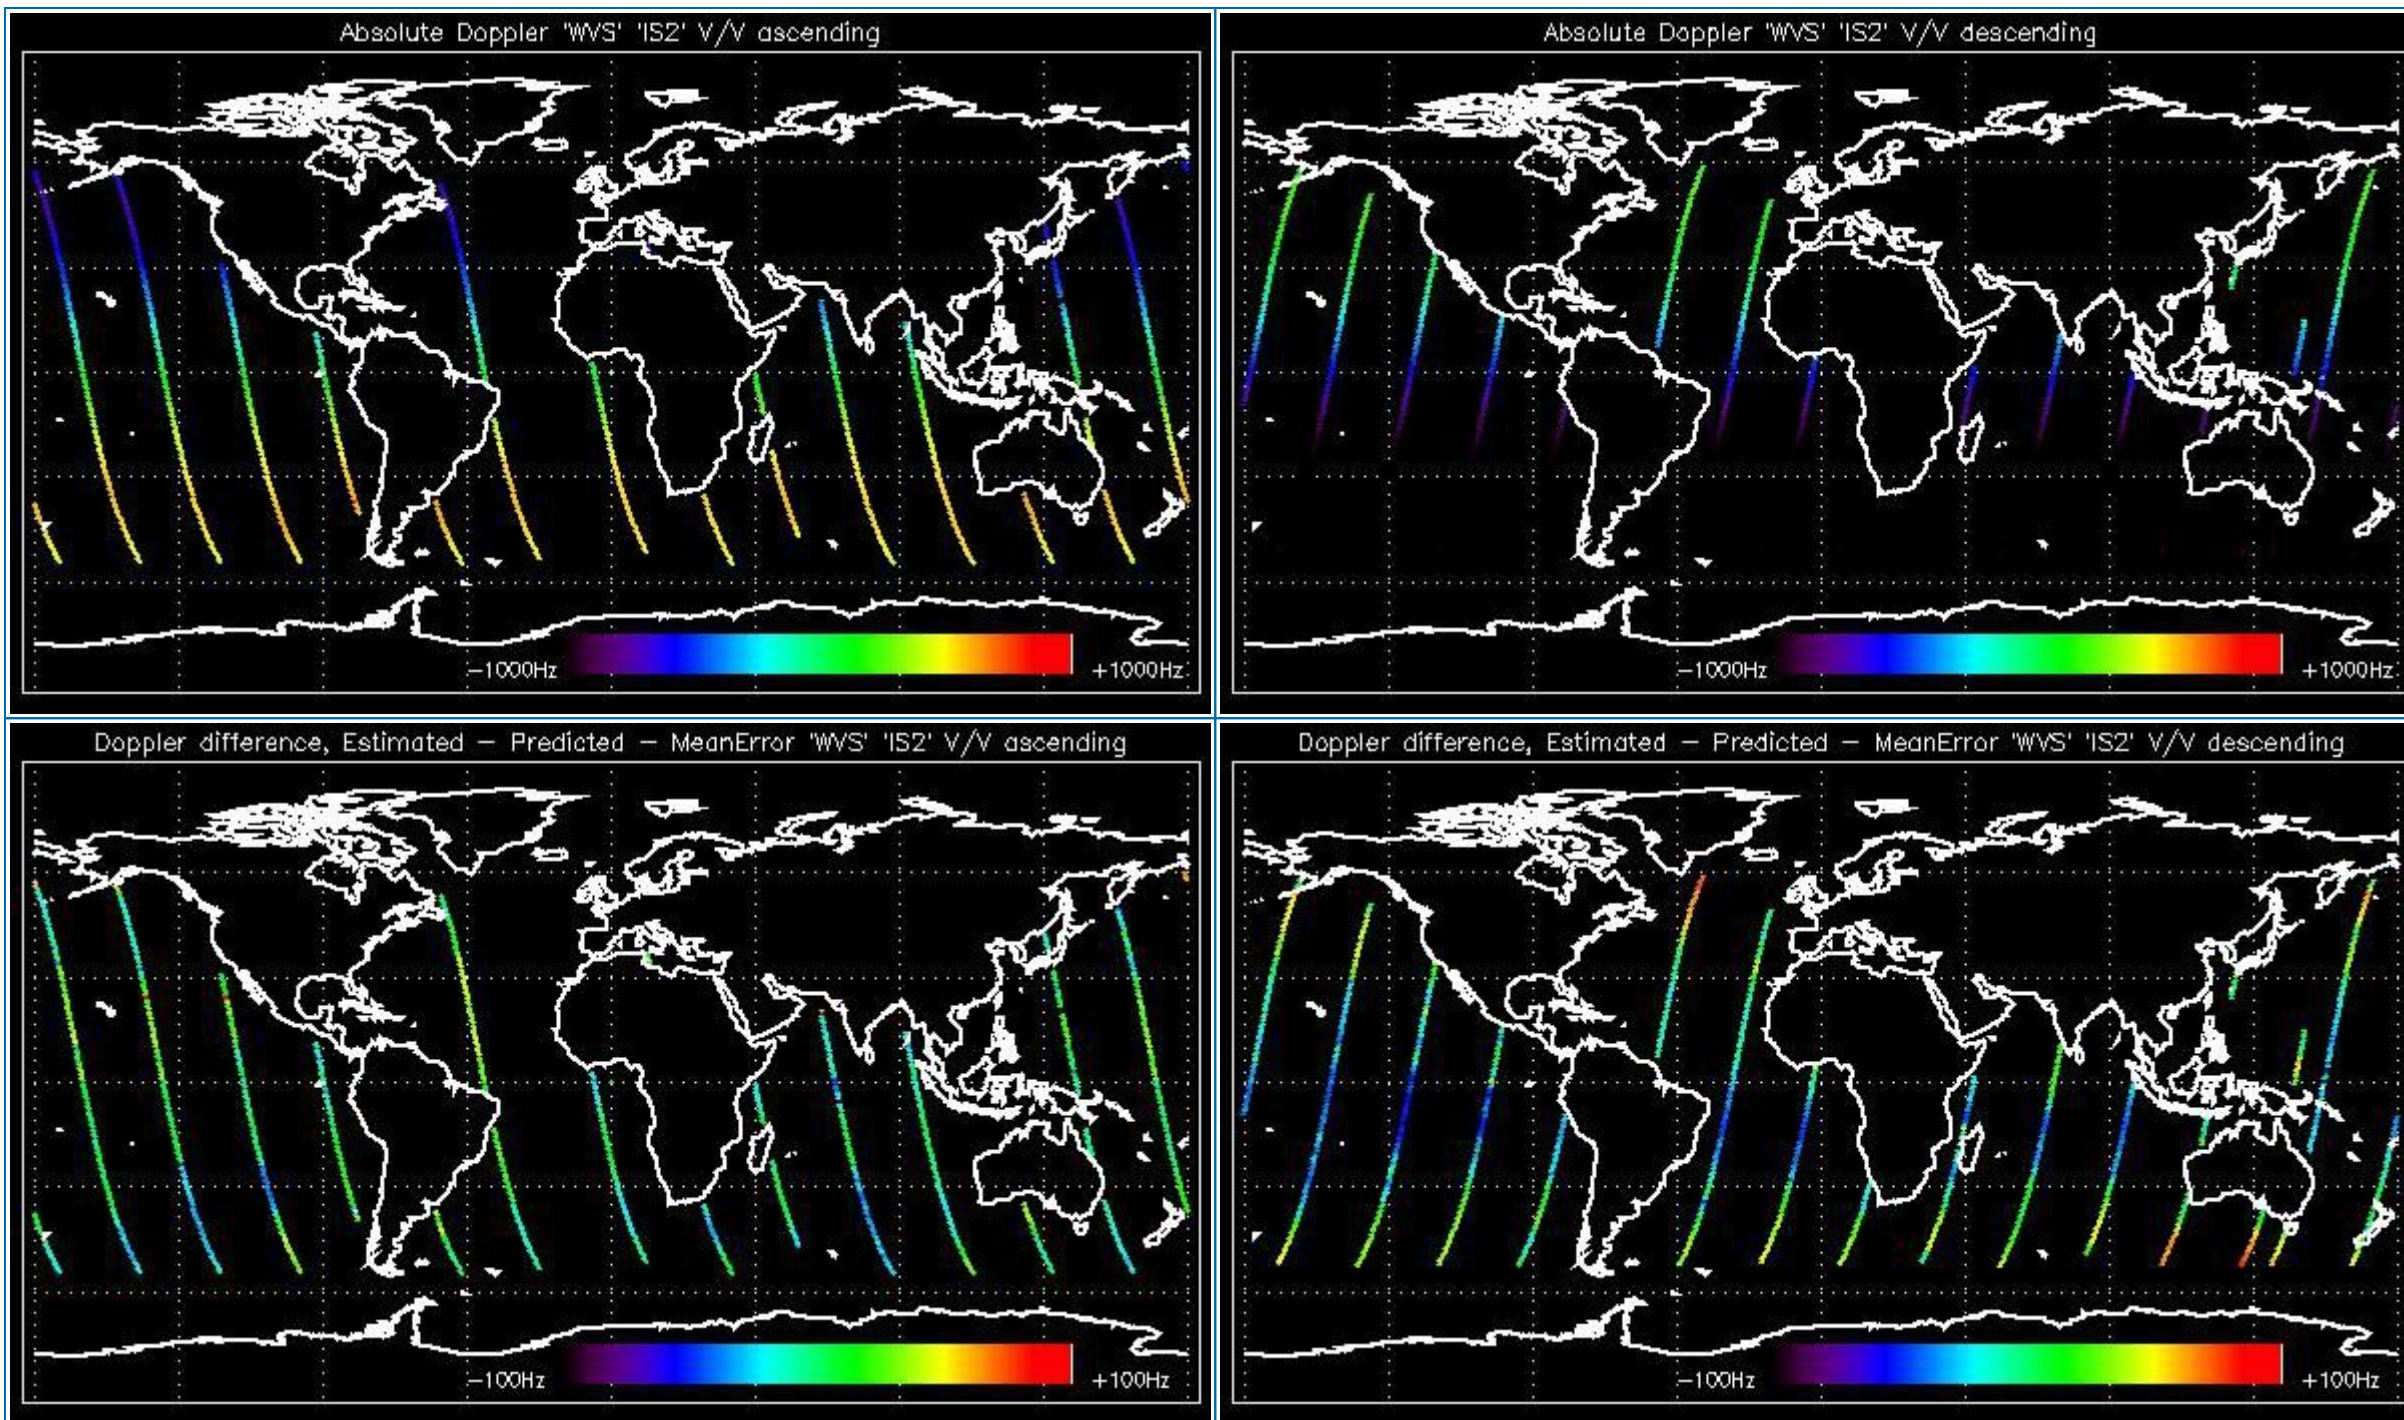 Absolute Doppler 'WVS' 'IS2' V/V ascending
-1000Hz
+1000Hz
Absolute Doppler 'WVS' 'IS2' V/V descending
-1000Hz
+1000Hz
Doppler difference, Estimated - Predicted - MeanError 'WVS' 'IS2' V/V ascending
-100Hz
+100Hz
Doppler difference, Estimated - Predicted - MeanError 'WVS' 'IS2' V/V descending
-100Hz
+100Hz